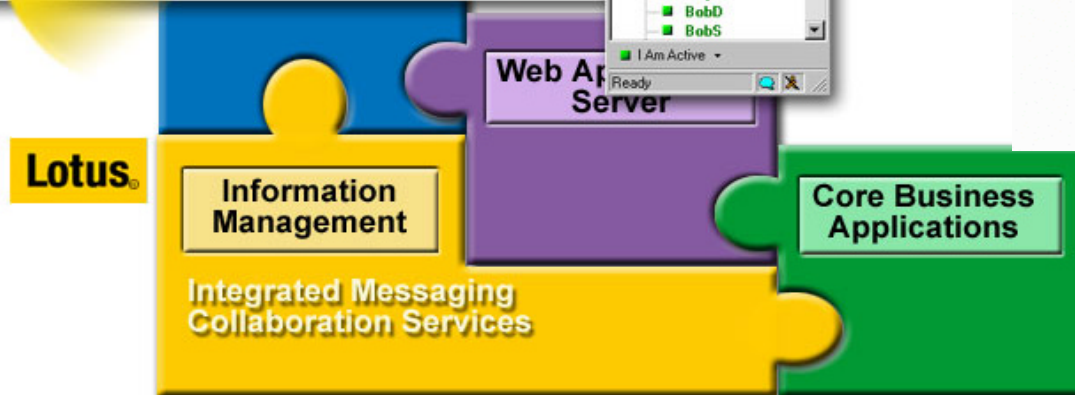 BobD
BobS
I Am Active
Ready
Web Ap
Server
Lotus®
Information
Management
Core Business
Applications
Integrated Messaging
Collaboration Services